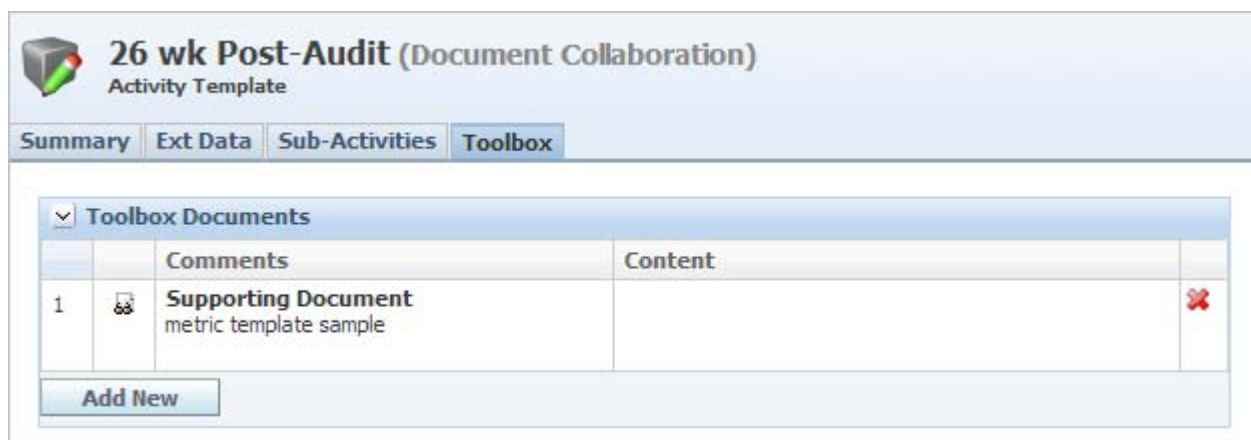 26 wk Post-Audit (Document Collaboration)
Activity Template
Summary Ext Data Sub-Activities Toolbox
Toolbox Documents
Comments Content
1 Supporting Document
metric template sample
Add New